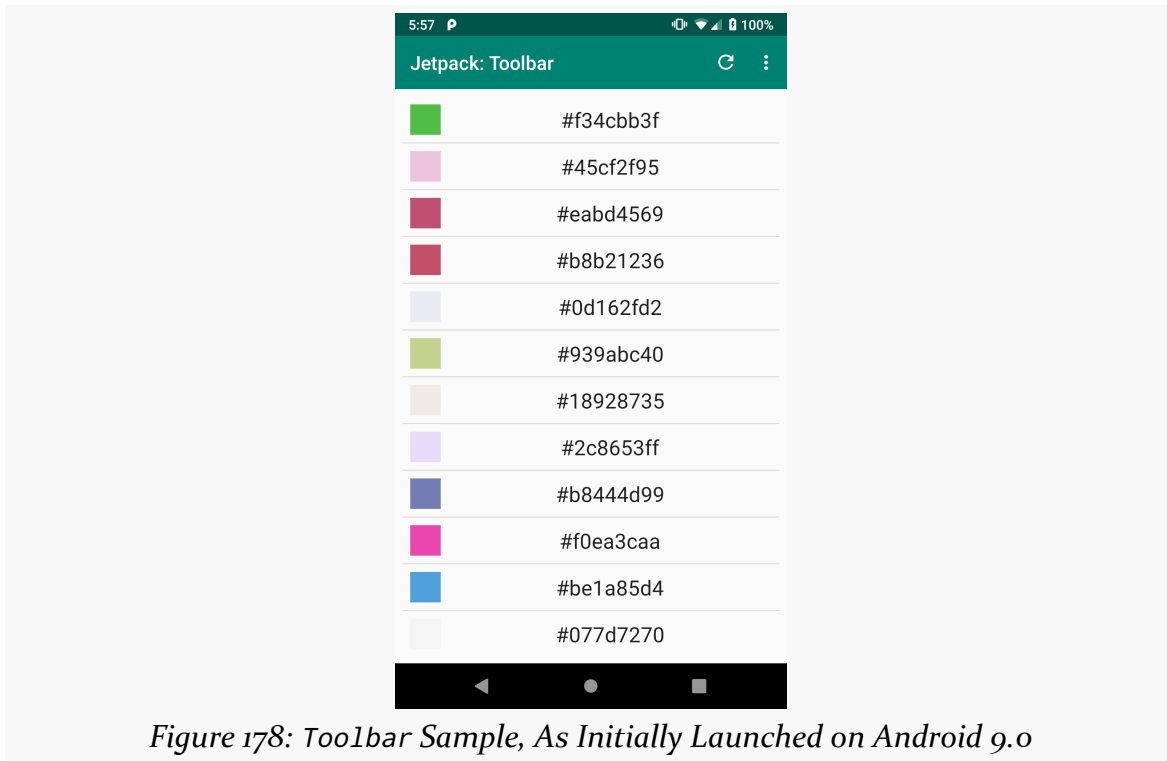 5:57 100%
Jetpack: Toolbar
#f34cbb3f
#45cf2f95
#eabd4569
#b8b21236
#0d162fd2
#939abc40
#18928735
#2c8653ff
#b8444d99
#f0ea3caa
#be1a85d4
#077d7270
Figure 178: Toolbar Sample, As Initially Launched on Android 9.0